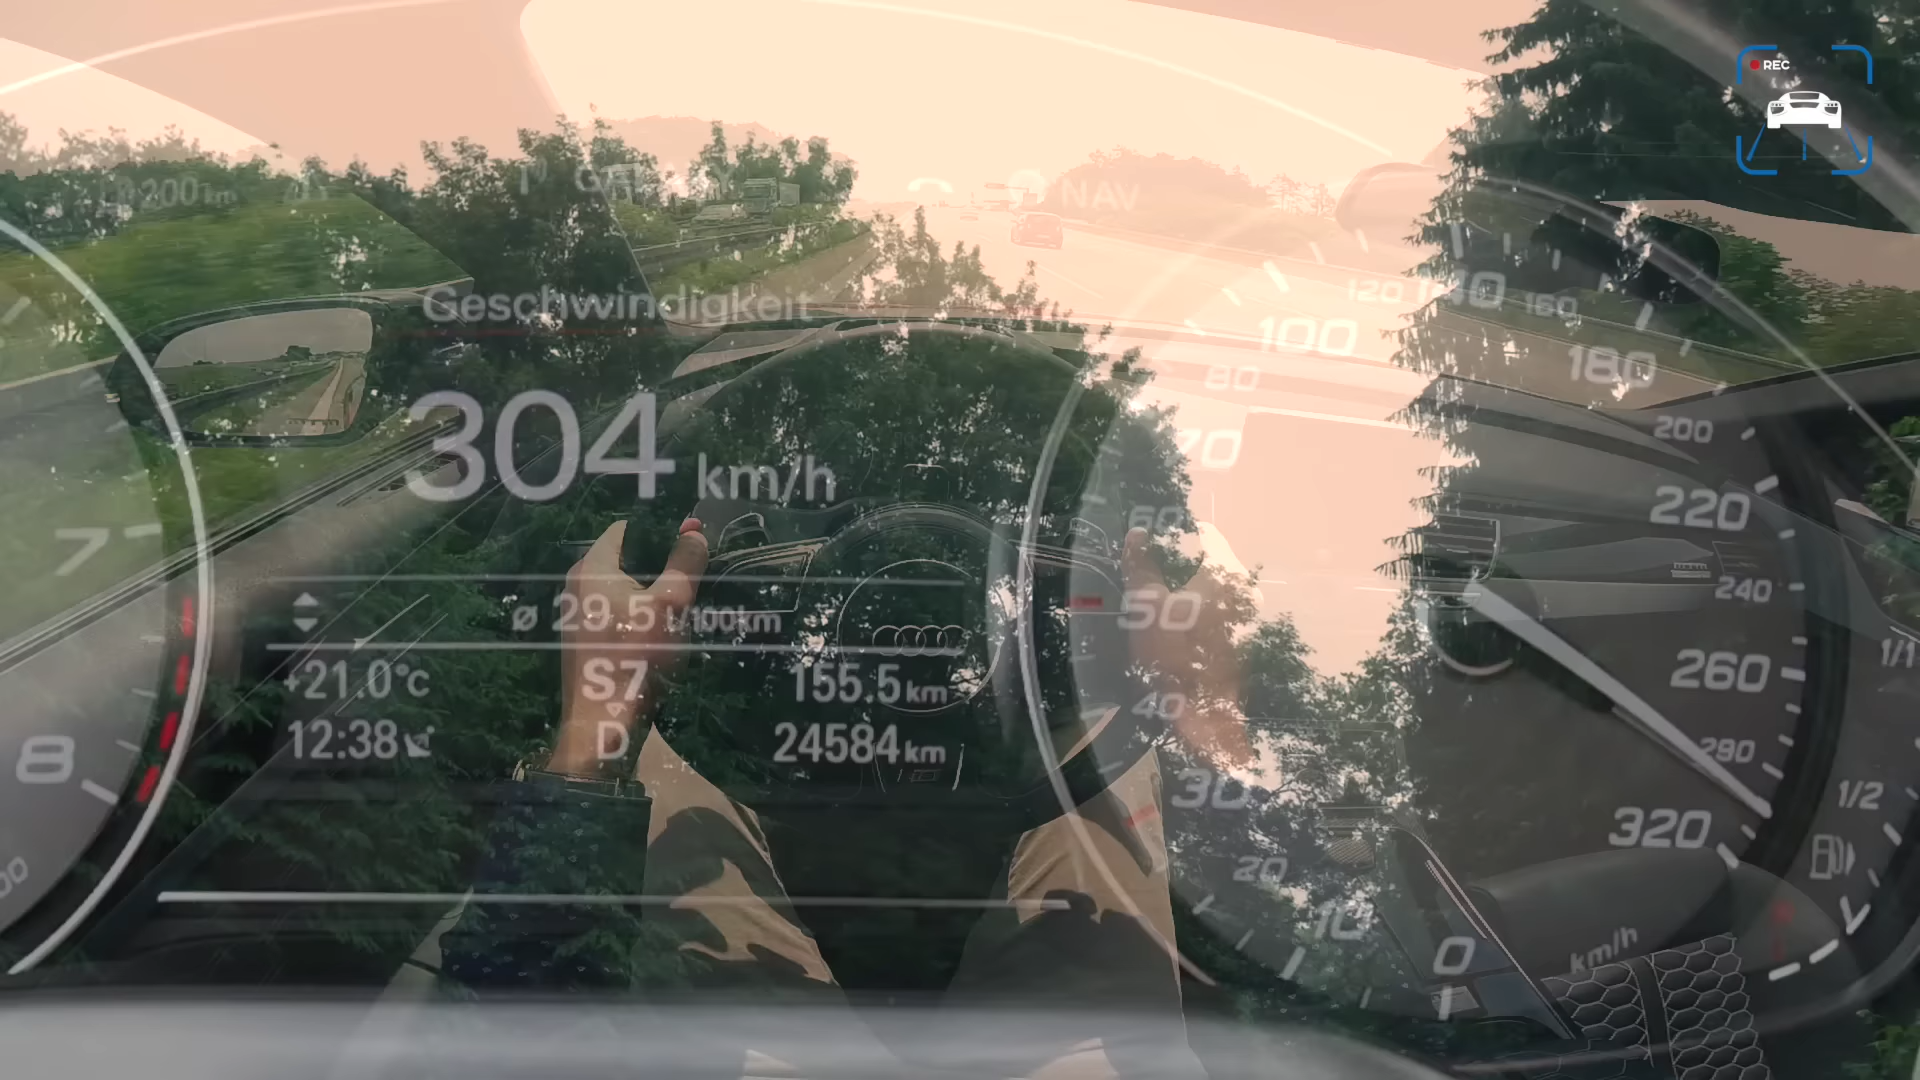 REC
200 km
NAV
Geschwindigkeit
304 km/h
ø 29.5 l/100km
+21.0°C
S7
155.5 km
12:38
D
24584 km
7
8
0
10
20
30
40
50
60
70
80
100
120
140
160
180
200
220
240
260
290
320
km/h
1/1
1/2